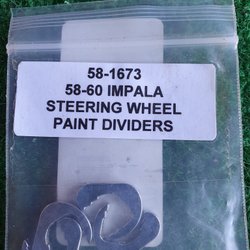 58-1673
58-60 IMPALA
STEERING WHEEL
PAINT DIVIDERS